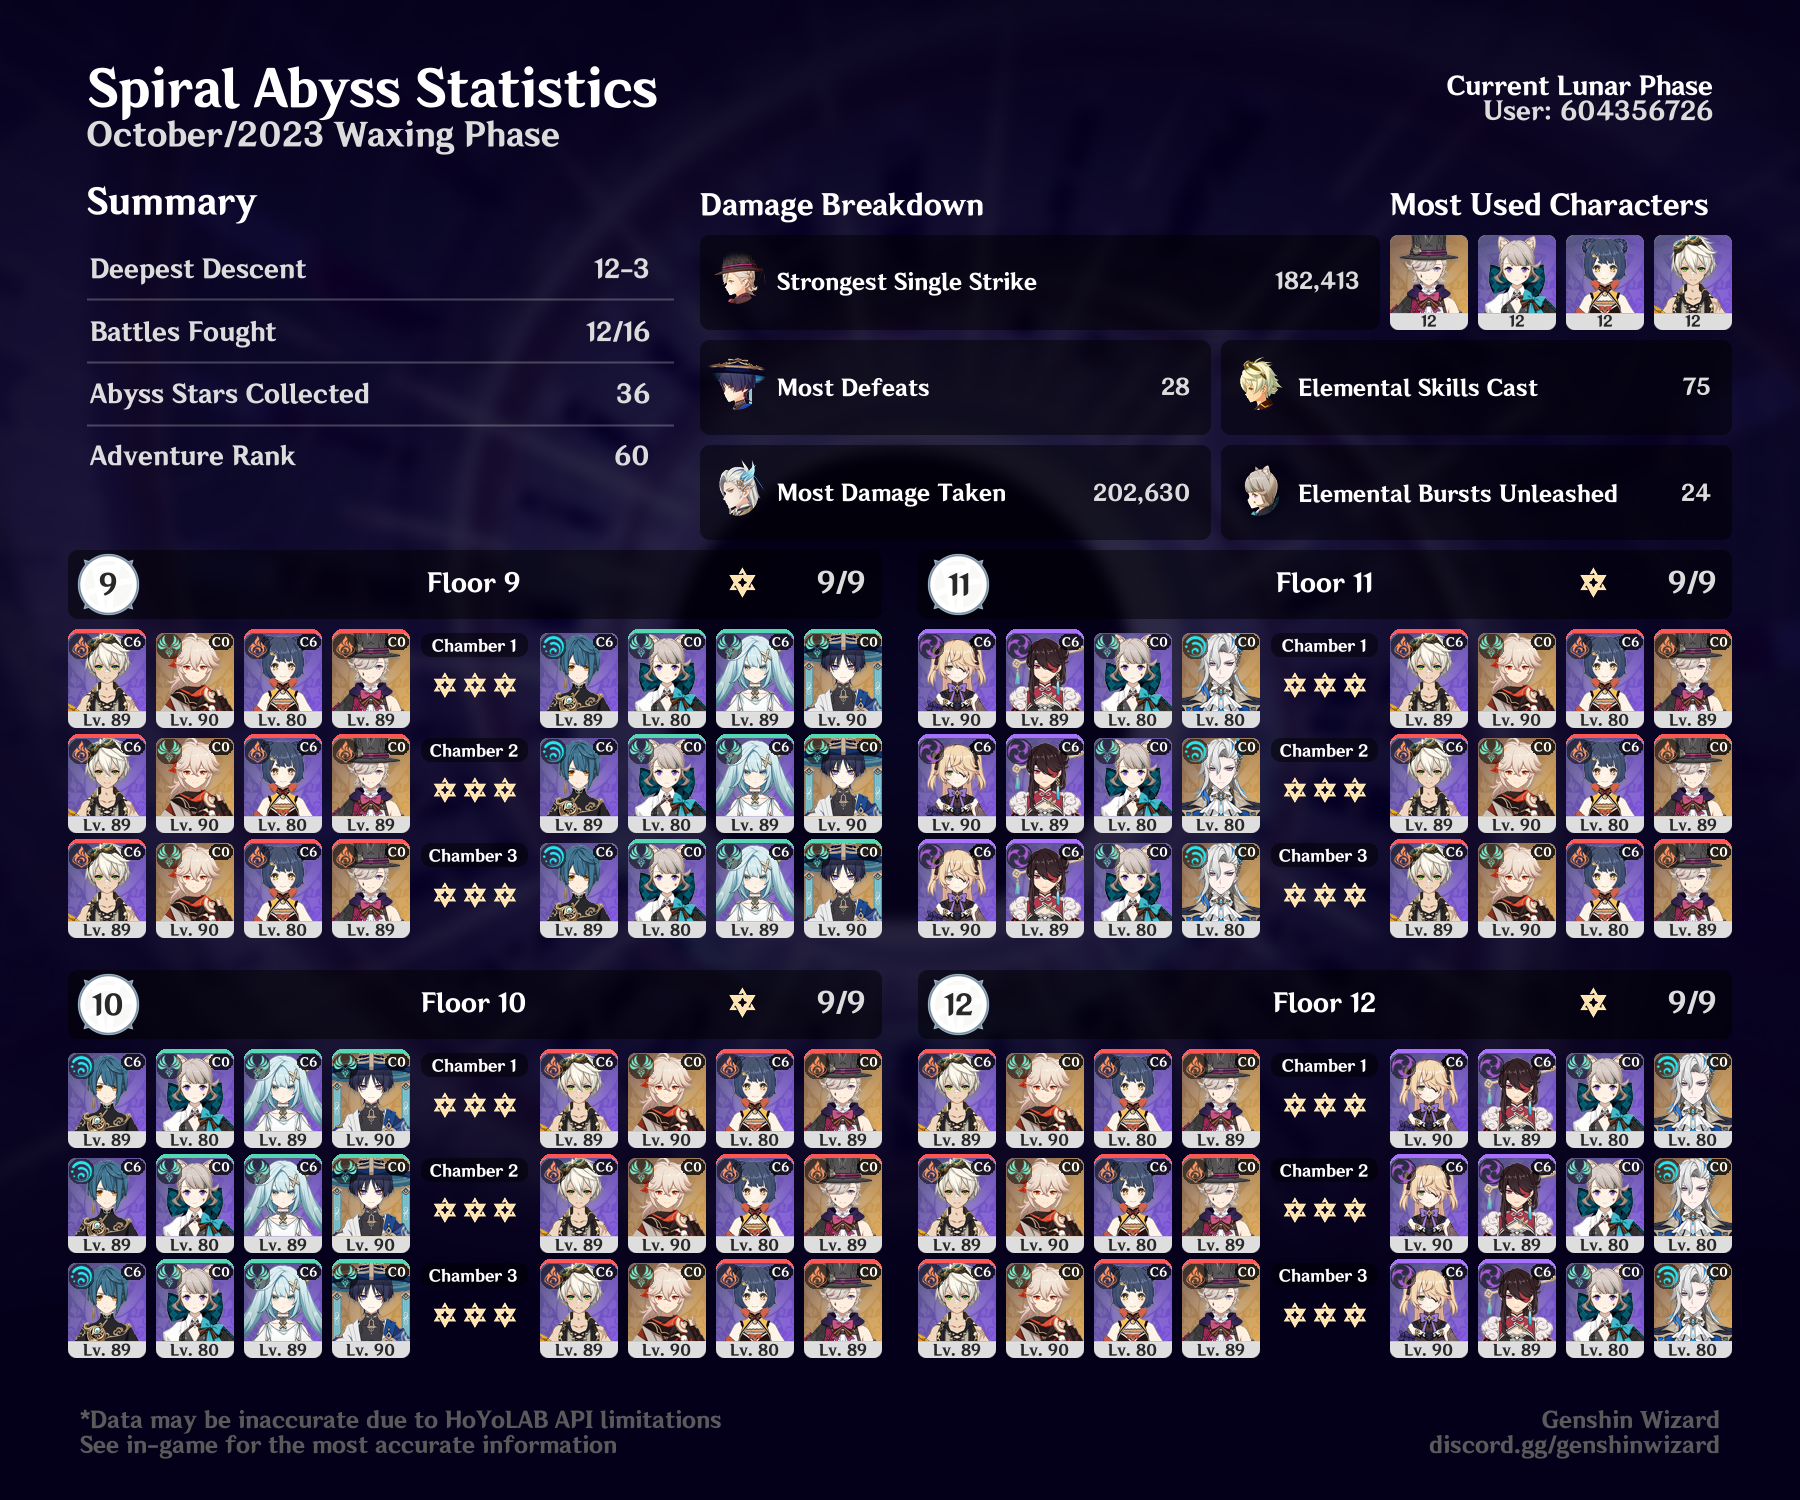 Spiral Abyss Statistics
October/2023 Waxing Phase
Current Lunar Phase
User: 604356726
Summary
Deepest Descent 12-3
Battles Fought 12/16
Abyss Stars Collected 36
Adventure Rank 60
Damage Breakdown
Strongest Single Strike 182,413
Most Defeats 28
Elemental Skills Cast 75
Most Damage Taken 202,630
Elemental Bursts Unleashed 24
Most Used Characters
12 12 12 12
9 Floor 9 9/9
C6 C0 C6 C0 Chamber 1 C6 C0 C6 C0
Lv. 89 Lv. 90 Lv. 80 Lv. 89 Lv. 89 Lv. 80 Lv. 89 Lv. 90
C6 C0 C6 C0 Chamber 2 C6 C0 C6 C0
Lv. 89 Lv. 90 Lv. 80 Lv. 89 Lv. 89 Lv. 80 Lv. 89 Lv. 90
C6 C0 C6 C0 Chamber 3 C6 C0 C6 C0
Lv. 89 Lv. 90 Lv. 80 Lv. 89 Lv. 89 Lv. 80 Lv. 89 Lv. 90
11 Floor 11 9/9
C6 C6 C0 C0 Chamber 1 C6 C0 C6 C0
Lv. 90 Lv. 89 Lv. 80 Lv. 80 Lv. 89 Lv. 90 Lv. 80 Lv. 89
C6 C6 C0 C0 Chamber 2 C6 C0 C6 C0
Lv. 90 Lv. 89 Lv. 80 Lv. 80 Lv. 89 Lv. 90 Lv. 80 Lv. 89
C6 C6 C0 C0 Chamber 3 C6 C0 C6 C0
Lv. 90 Lv. 89 Lv. 80 Lv. 80 Lv. 89 Lv. 90 Lv. 80 Lv. 89
10 Floor 10 9/9
C6 C0 C6 C0 Chamber 1 C6 C0 C6 C0
Lv. 89 Lv. 80 Lv. 89 Lv. 90 Lv. 89 Lv. 90 Lv. 80 Lv. 89
C6 C0 C6 C0 Chamber 2 C6 C0 C6 C0
Lv. 89 Lv. 80 Lv. 89 Lv. 90 Lv. 89 Lv. 90 Lv. 80 Lv. 89
C6 C0 C6 C0 Chamber 3 C6 C0 C6 C0
Lv. 89 Lv. 80 Lv. 89 Lv. 90 Lv. 89 Lv. 90 Lv. 80 Lv. 89
12 Floor 12 9/9
C6 C0 C6 C0 Chamber 1 C6 C6 C0 C0
Lv. 89 Lv. 90 Lv. 80 Lv. 89 Lv. 90 Lv. 89 Lv. 80 Lv. 80
C6 C0 C6 C0 Chamber 2 C6 C6 C0 C0
Lv. 89 Lv. 90 Lv. 80 Lv. 89 Lv. 90 Lv. 89 Lv. 80 Lv. 80
C6 C0 C6 C0 Chamber 3 C6 C6 C0 C0
Lv. 89 Lv. 90 Lv. 80 Lv. 89 Lv. 90 Lv. 89 Lv. 80 Lv. 80
*Data may be inaccurate due to HoYoLAB API limitations
See in-game for the most accurate information
Genshin Wizard
discord.gg/genshinwizard